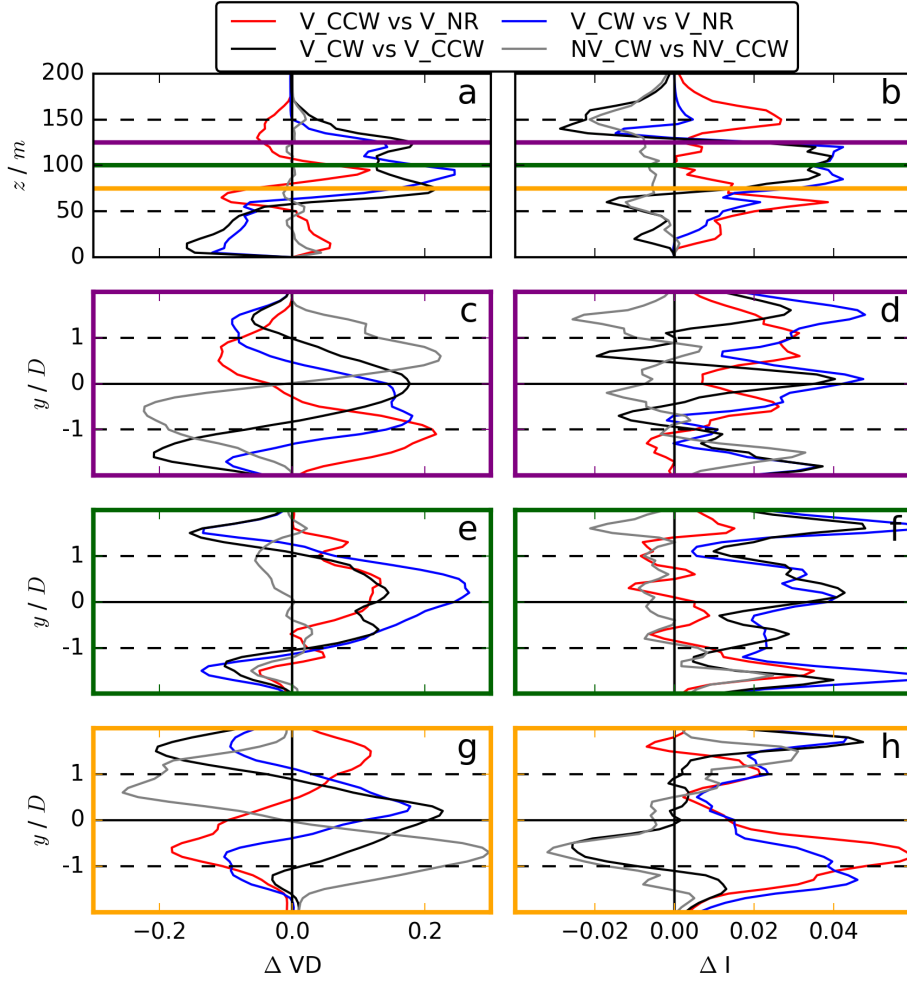 V_CCW vs V_NR V_CW vs V_NR
V_CW vs V_CCW NV_CW vs NV_CCW
200 a b
150
z / m 100
50
0
c d
1
y / D 0
-1
e f
1
y / D 0
-1
g h
1
y / D 0
-1
−0.2 0.0 0.2 −0.02 0.00 0.02 0.04
Δ VD Δ I